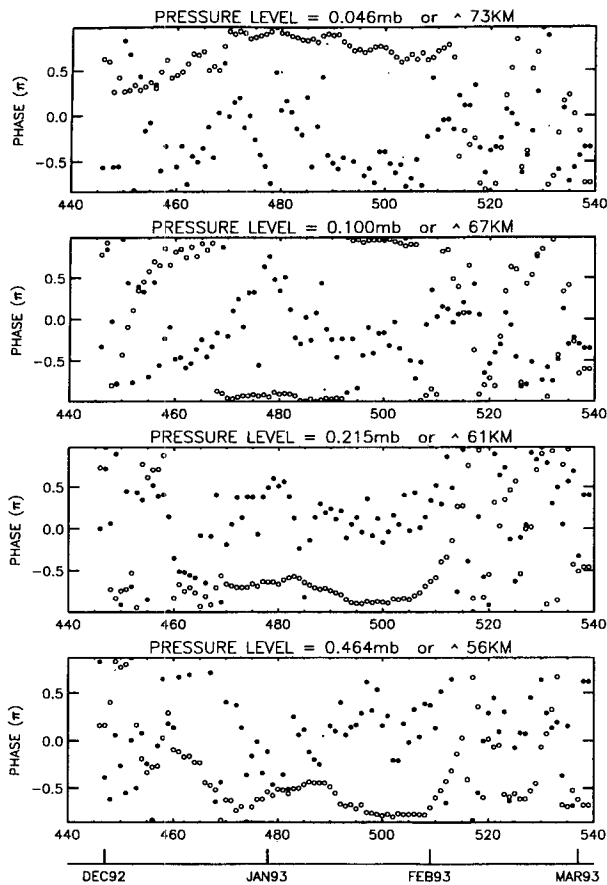 PRESSURE LEVEL = 0.046mb or ^ 73KM
PHASE (π)
0.5
0.0
-0.5
440 460 480 500 520 540
PRESSURE LEVEL = 0.100mb or ^ 67KM
PHASE (π)
0.5
0.0
-0.5
440 460 480 500 520 540
PRESSURE LEVEL = 0.215mb or ^ 61KM
PHASE (π)
0.5
0.0
-0.5
440 460 480 500 520 540
PRESSURE LEVEL = 0.464mb or ^ 56KM
PHASE (π)
0.5
0.0
-0.5
440 460 480 500 520 540
DEC92 JAN93 FEB93 MAR93